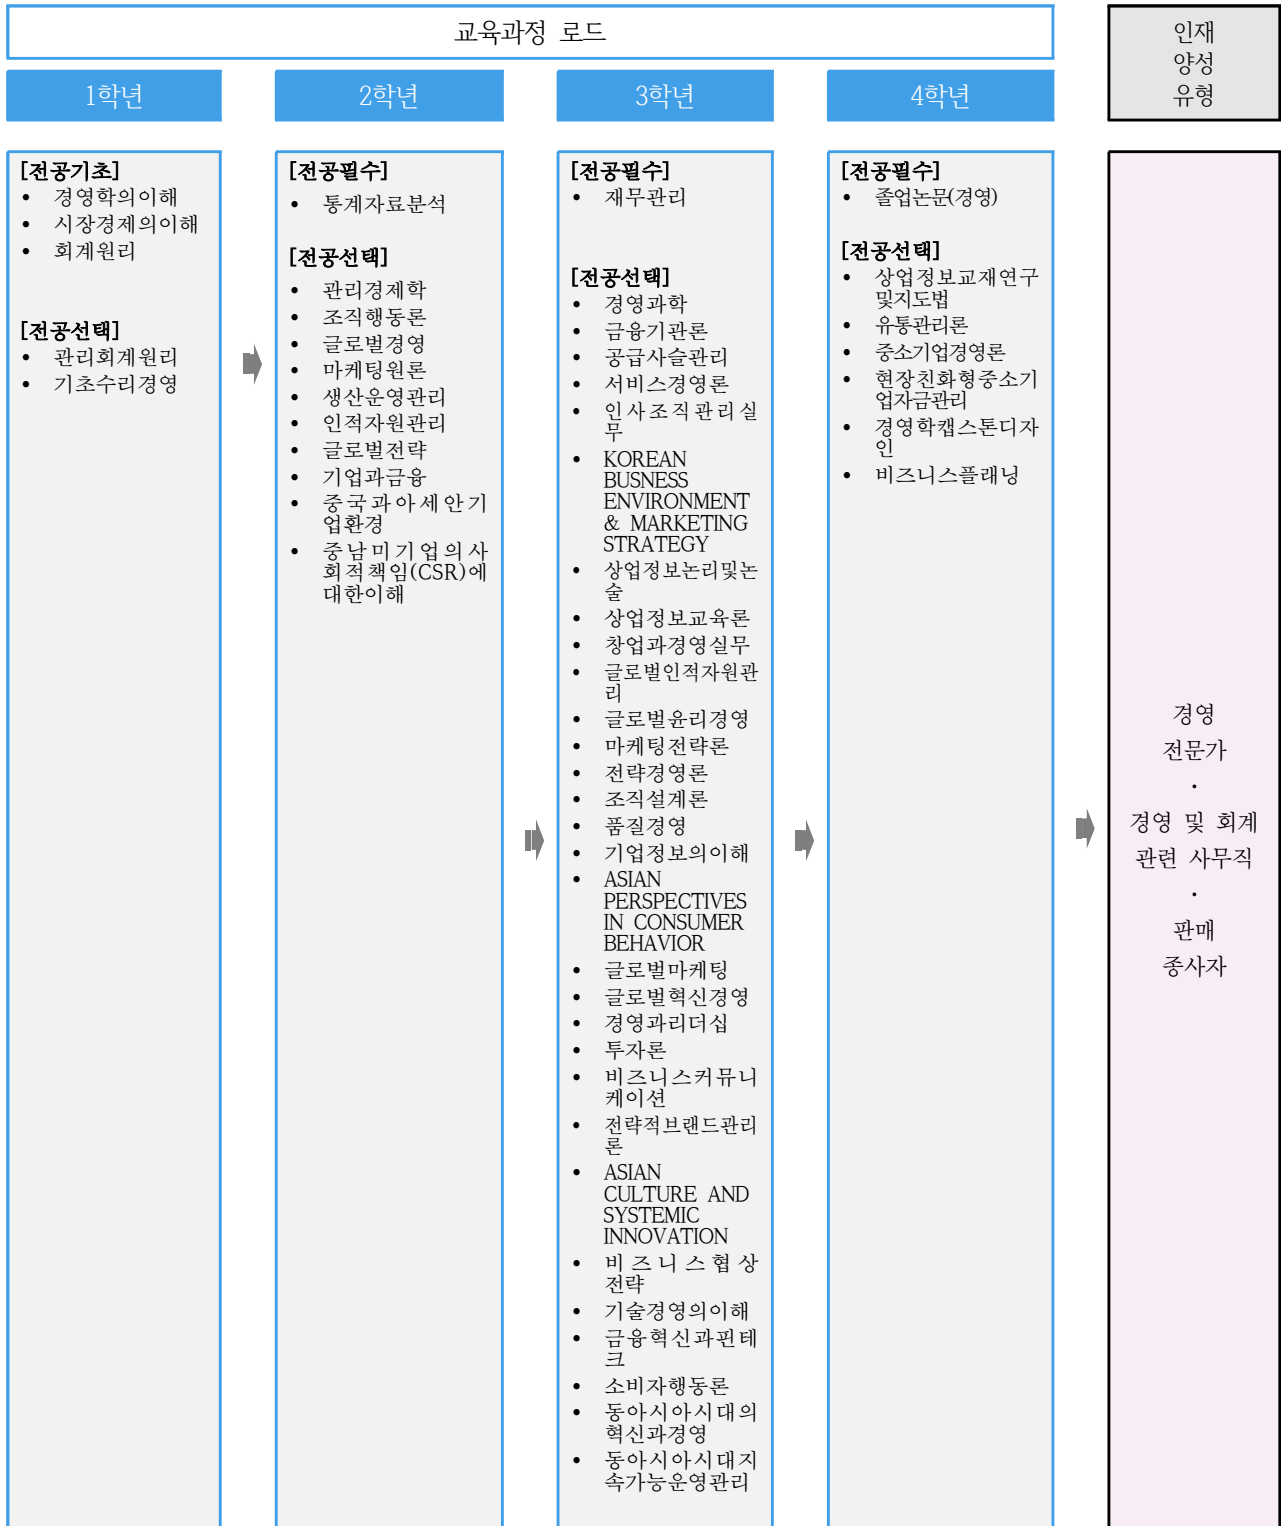 교육과정 로드
인재
양성
유형
1학년
2학년
3학년
4학년
[전공기초]
• 경영학의이해
• 시장경제의이해
• 회계원리
[전공선택]
• 관리회계원리
• 기초수리경영
[전공필수]
• 통계자료분석
[전공선택]
• 관리경제학
• 조직행동론
• 글로벌경영
• 마케팅원론
• 생산운영관리
• 인적자원관리
• 글로벌전략
• 기업과금융
• 중국과아세안기
업환경
• 중남미기업의사
회적책임(CSR)에
대한이해
[전공필수]
• 재무관리
[전공선택]
• 경영과학
• 금융기관론
• 공급사슬관리
• 서비스경영론
• 인사조직관리실
무
• KOREAN
BUSNESS
ENVIRONMENT
& MARKETING
STRATEGY
• 상업정보논리및논
술
• 상업정보교육론
• 창업과경영실무
• 글로벌인적자원관
리
• 글로벌윤리경영
• 마케팅전략론
• 전략경영론
• 조직설계론
• 품질경영
• 기업정보의이해
• ASIAN
PERSPECTIVES
IN CONSUMER
BEHAVIOR
• 글로벌마케팅
• 글로벌혁신경영
• 경영과리더십
• 투자론
• 비즈니스커뮤니
케이션
• 전략적브랜드관리
론
• ASIAN
CULTURE AND
SYSTEMIC
INNOVATION
• 비즈니스협상
전략
• 기술경영의이해
• 금융혁신과핀테
크
• 소비자행동론
• 동아시아시대의
혁신과경영
• 동아시아시대지
속가능운영관리
[전공필수]
• 졸업논문(경영)
[전공선택]
• 상업정보교재연구
및지도법
• 유통관리론
• 중소기업경영론
• 현장친화형중소기
업자금관리
• 경영학캡스톤디자
인
• 비즈니스플래닝
경영
전문가
·
경영 및 회계
관련 사무직
·
판매
종사자